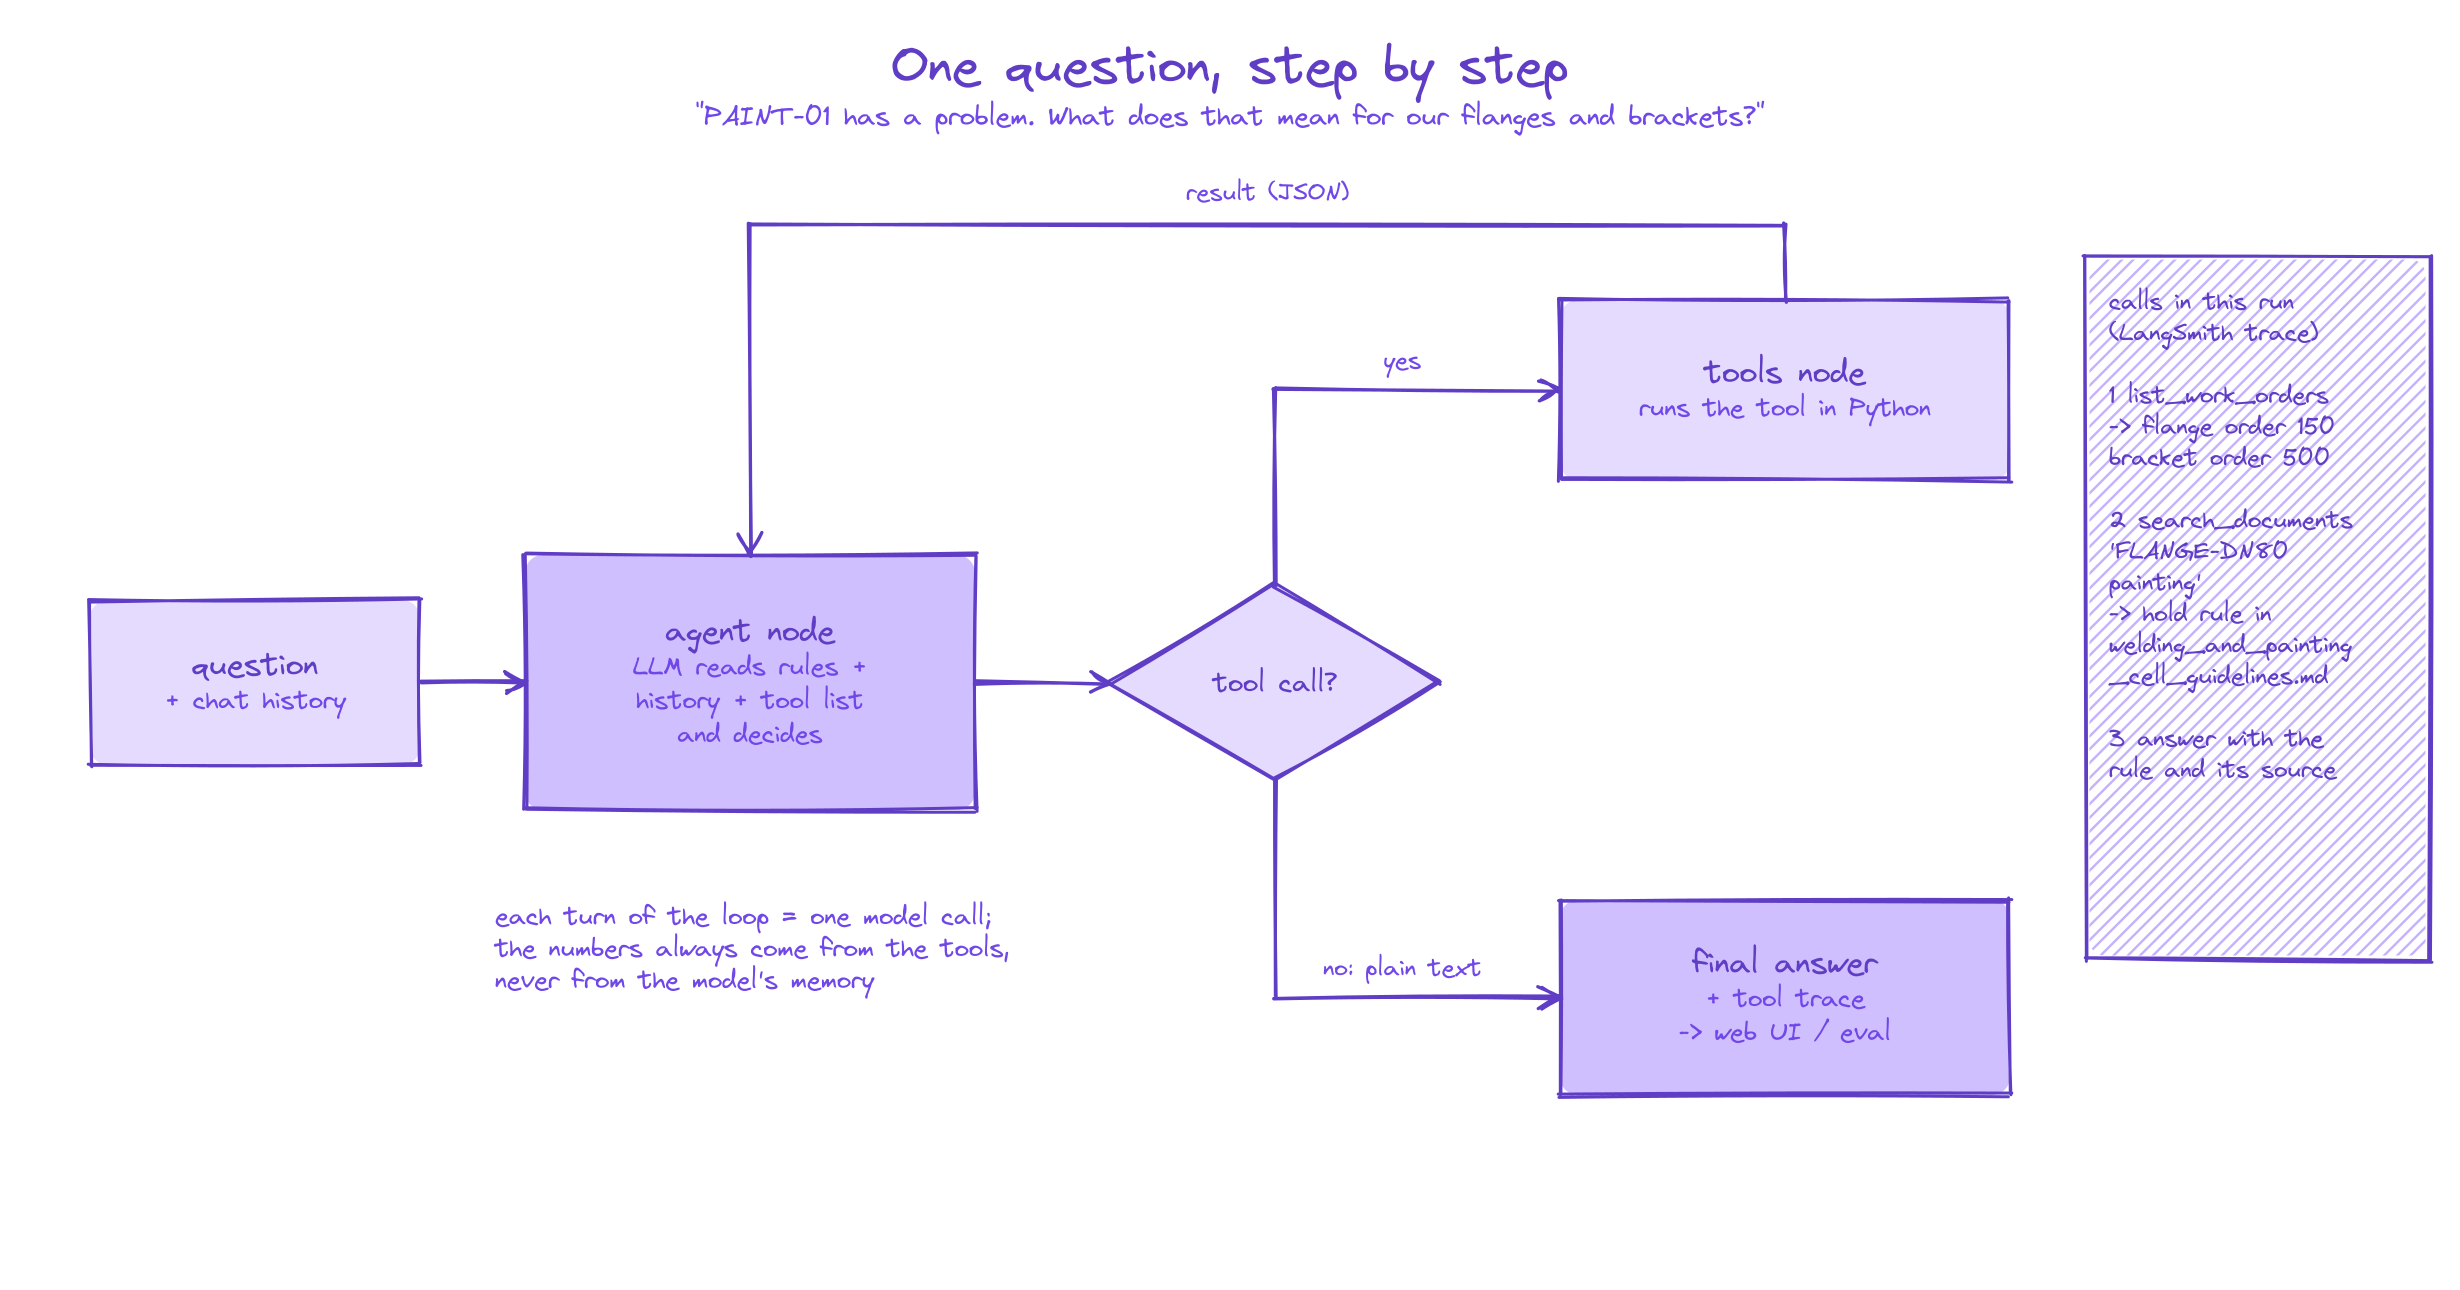 One question, step by step
"PAINT-01 has a problem. What does that mean for our flanges and brackets?"
result (JSON)
yes
tools node
runs the tool in Python
question
+ chat history
agent node
LLM reads rules +
history + tool list
and decides
tool call?
each turn of the loop = one model call;
the numbers always come from the tools,
never from the model's memory
no: plain text
final answer
+ tool trace
-> web UI / eval
calls in this run
(LangSmith trace)
1 list_work_orders
-> flange order 150
bracket order 500
2 search_documents
'FLANGE-DN80
painting'
-> hold rule in
welding_and_painting
_cell_guidelines.md
3 answer with the
rule and its source